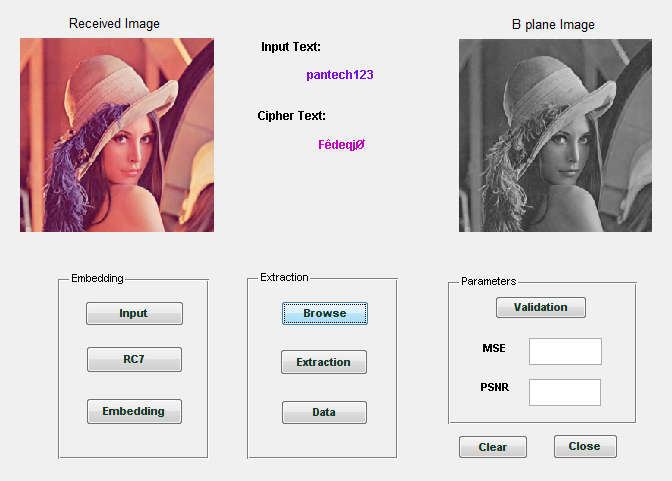 Received Image
B plane Image
Input Text:
pantech123
Cipher Text:
FêdeqjØ
Embedding
Input
RC7
Embedding
Extraction
Browse
Extraction
Data
Parameters
Validation
MSE
PSNR
Clear
Close